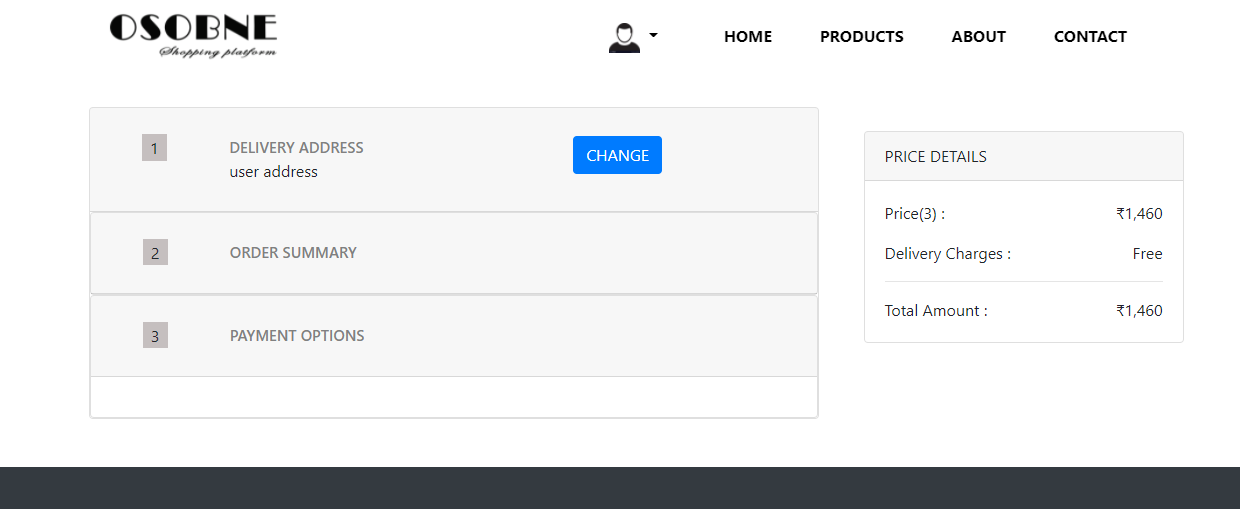 OSOBNE
Shopping platform
HOME PRODUCTS ABOUT CONTACT
1 DELIVERY ADDRESS CHANGE
user address
2 ORDER SUMMARY
3 PAYMENT OPTIONS
PRICE DETAILS
Price(3) : ₹1,460
Delivery Charges : Free
Total Amount : ₹1,460